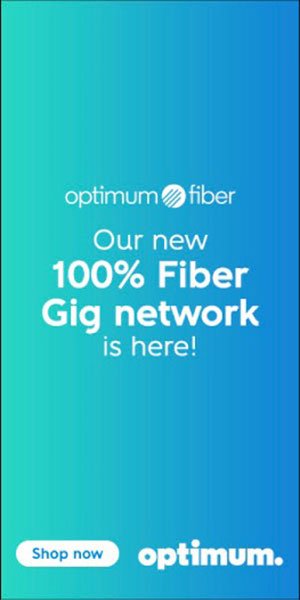 optimum fiber
Our new
100% Fiber
Gig network
is here!
Shop now
optimum.